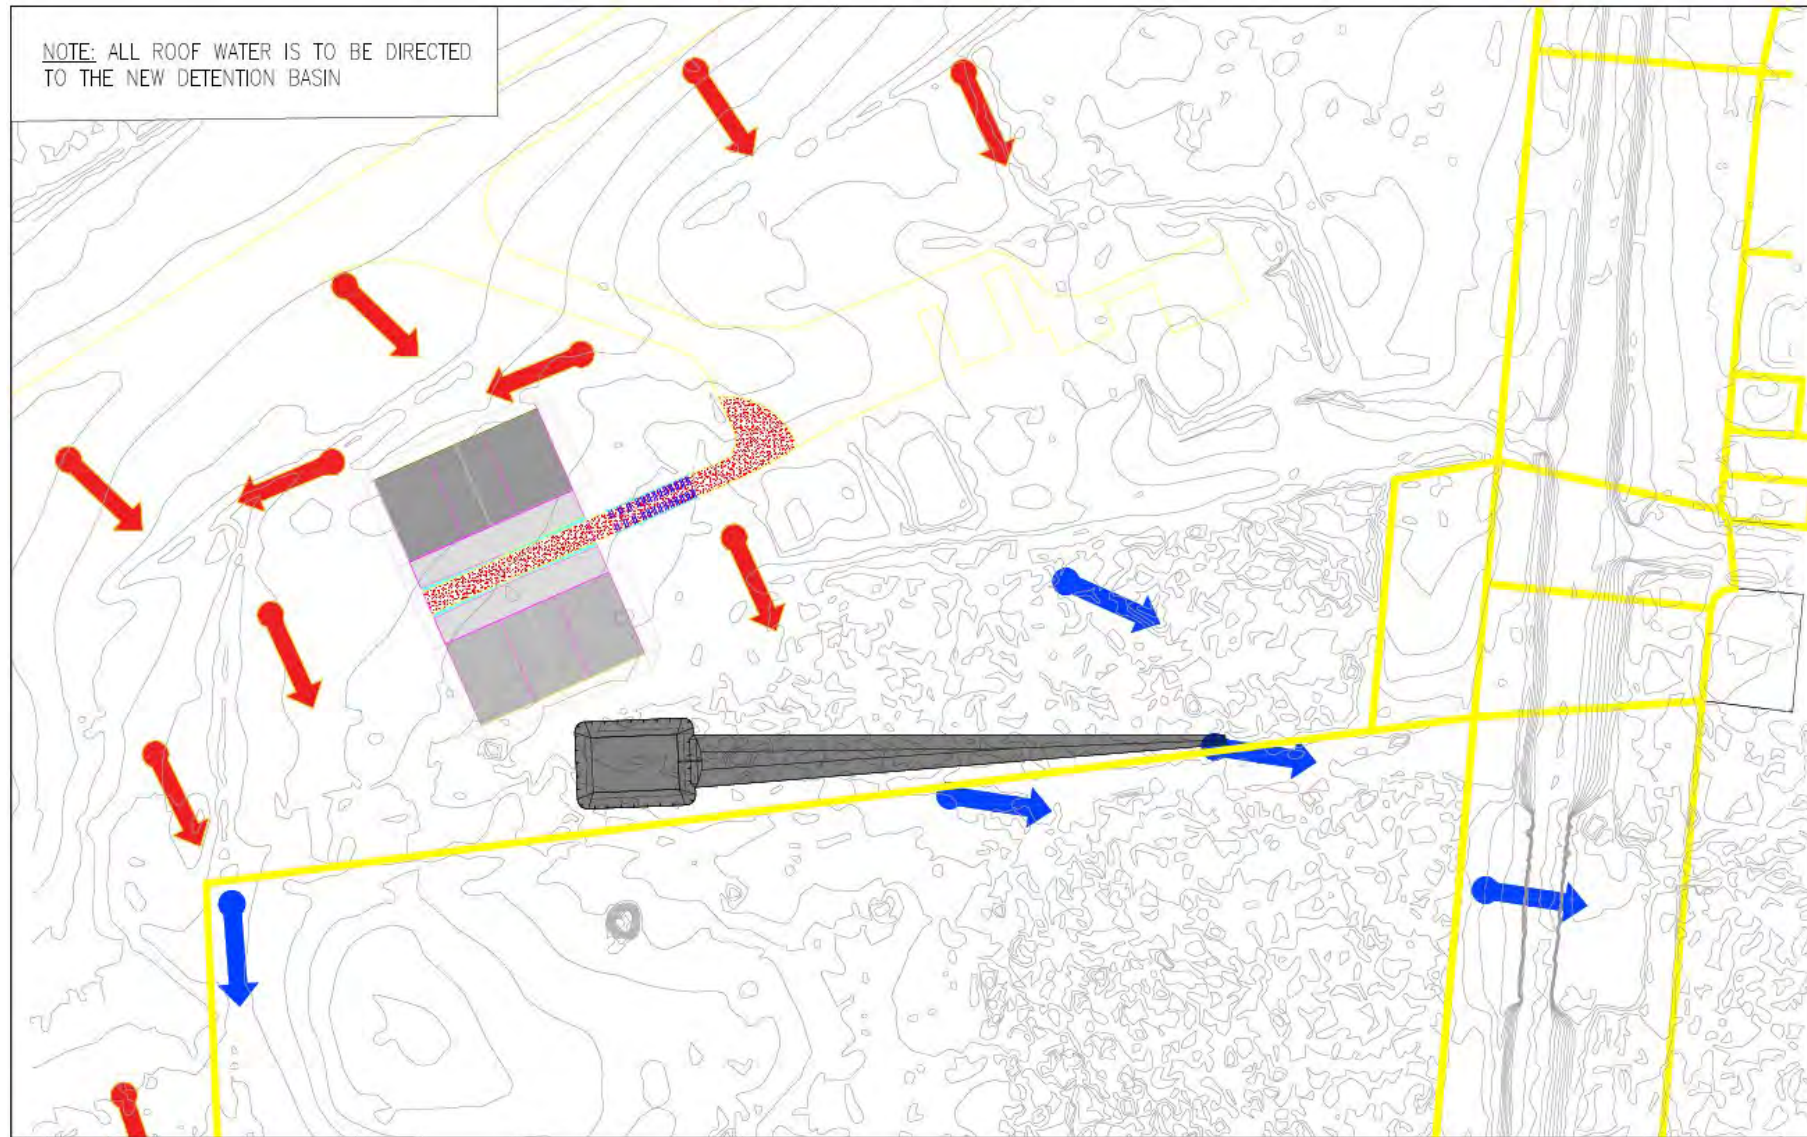 NOTE: ALL ROOF WATER IS TO BE DIRECTED
TO THE NEW DETENTION BASIN